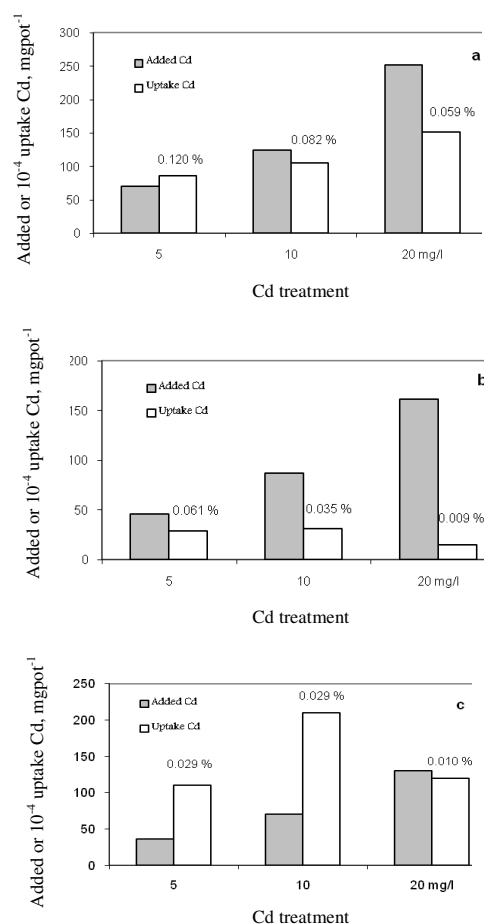 Added or 10⁻⁴ uptake Cd, mgpot⁻¹
300
250
200
150
100
50
0
Added Cd
Uptake Cd
a
0.120 %
0.082 %
0.059 %
5
10
20 mg/l
Cd treatment
Added or 10⁻⁴ uptake Cd, mgpot⁻¹
200
150
100
50
0
Added Cd
Uptake Cd
b
0.061 %
0.035 %
0.009 %
5
10
20 mg/l
Cd treatment
Added or 10⁻⁴ uptake Cd, mgpot⁻¹
250
200
150
100
50
0
Added Cd
Uptake Cd
c
0.029 %
0.029 %
0.010 %
5
10
20 mg/l
Cd treatment